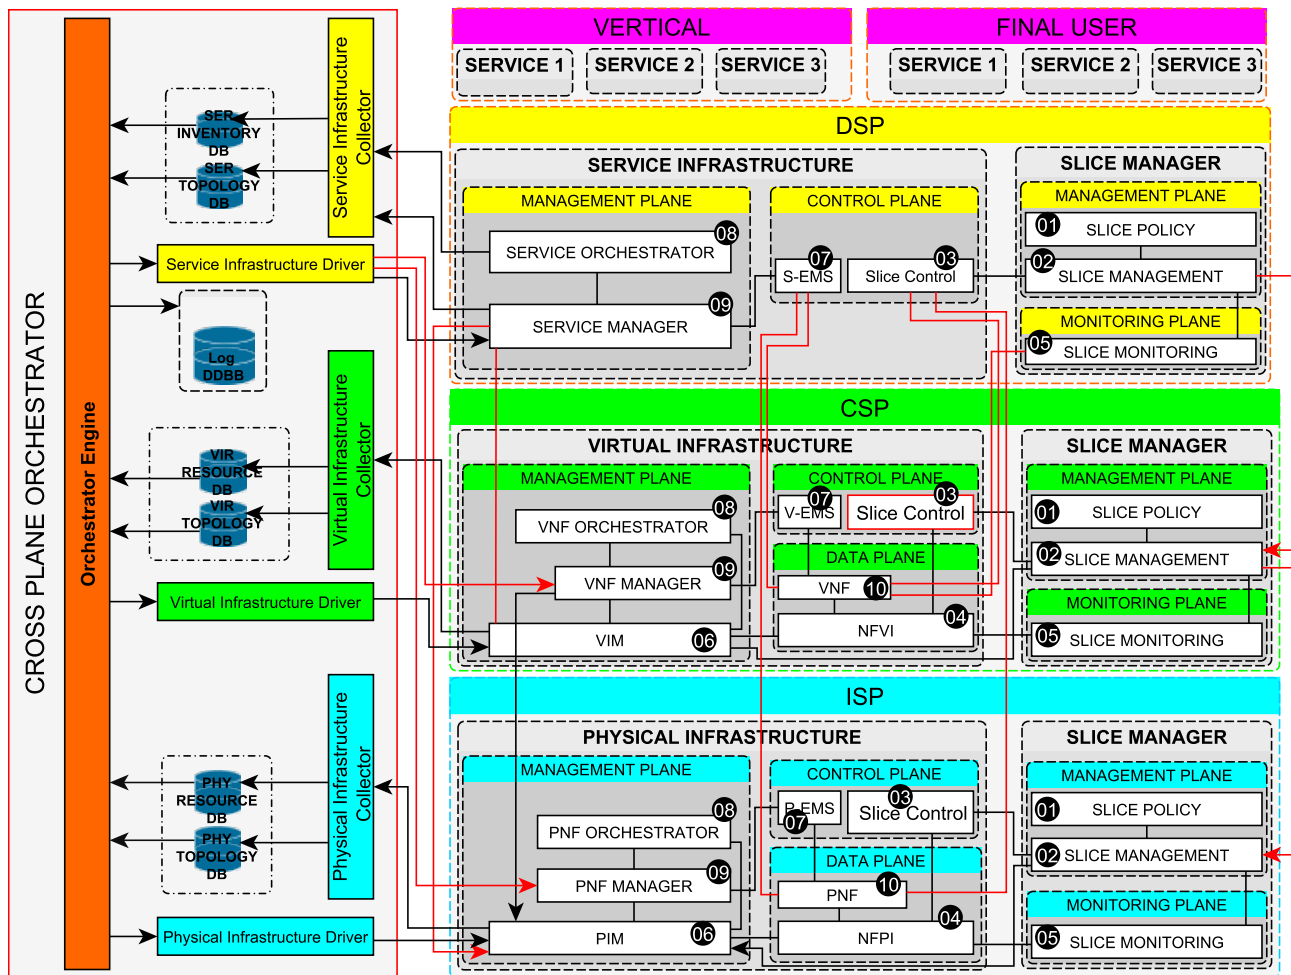 CROSS PLANE ORCHESTRATOR
Orchestrator Engine
SER
INVENTORY
DB
SER
TOPOLOGY
DB
Service Infrastructure
Collector
Service Infrastructure Driver
Log
DDBB
VIR
RESOURCE
DB
VIR
TOPOLOGY
DB
Virtual Infrastructure
Collector
Virtual Infrastructure Driver
PHY
RESOURCE
DB
PHY
TOPOLOGY
DB
Physical Infrastructure
Collector
Physical Infrastructure Driver
VERTICAL
SERVICE 1
SERVICE 2
SERVICE 3
FINAL USER
SERVICE 1
SERVICE 2
SERVICE 3
DSP
SERVICE INFRASTRUCTURE
MANAGEMENT PLANE
08
SERVICE ORCHESTRATOR
09
SERVICE MANAGER
CONTROL PLANE
07
S-EMS
03
Slice Control
SLICE MANAGER
MANAGEMENT PLANE
01
SLICE POLICY
02
SLICE MANAGEMENT
MONITORING PLANE
05
SLICE MONITORING
CSP
VIRTUAL INFRASTRUCTURE
MANAGEMENT PLANE
08
VNF ORCHESTRATOR
09
VNF MANAGER
VIM
06
CONTROL PLANE
07
V-EMS
03
Slice Control
DATA PLANE
VNF
10
NFVI
04
SLICE MANAGER
MANAGEMENT PLANE
01
SLICE POLICY
02
SLICE MANAGEMENT
MONITORING PLANE
05
SLICE MONITORING
ISP
PHYSICAL INFRASTRUCTURE
MANAGEMENT PLANE
08
PNF ORCHESTRATOR
09
PNF MANAGER
PIM
06
CONTROL PLANE
P-EMS
07
03
Slice Control
DATA PLANE
PNF
10
NFPI
04
SLICE MANAGER
MANAGEMENT PLANE
01
SLICE POLICY
02
SLICE MANAGEMENT
MONITORING PLANE
05
SLICE MONITORING